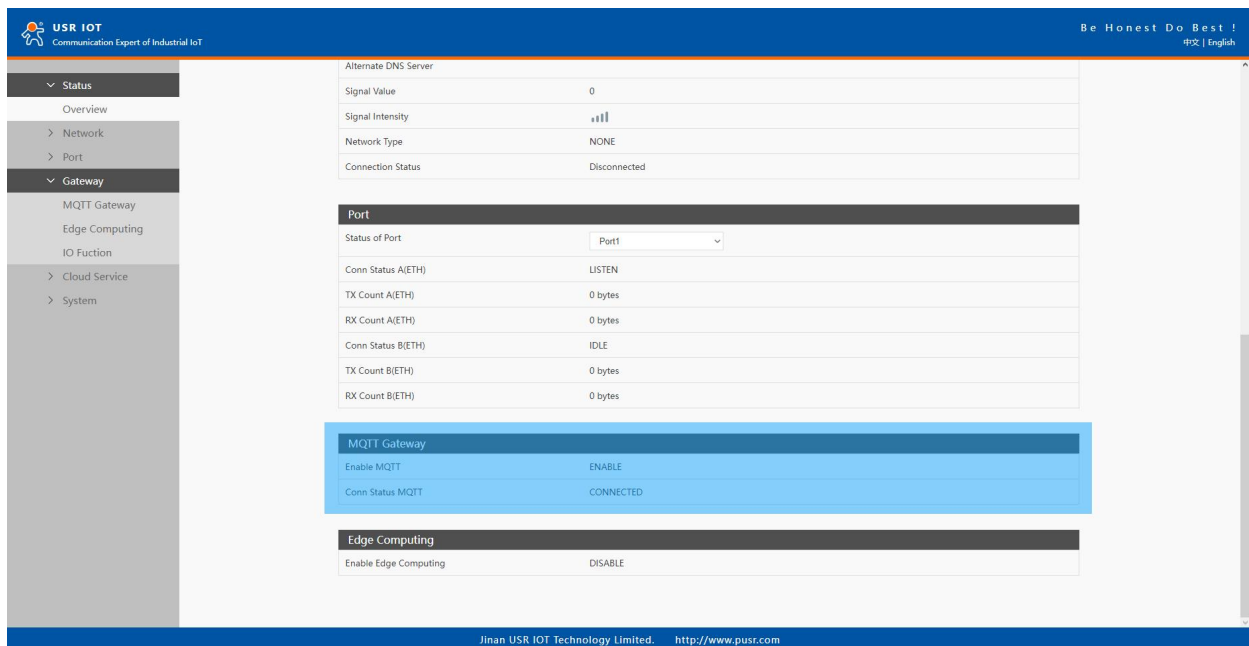 USR IOT
Communication Expert of Industrial IoT
Be Honest Do Best !
中文 | English
Status
Overview
Network
Port
Gateway
MQTT Gateway
Edge Computing
IO Fuction
Cloud Service
System
Alternate DNS Server
Signal Value 0
Signal Intensity
Network Type NONE
Connection Status Disconnected
Port
Status of Port Port1
Conn Status A(ETH) LISTEN
TX Count A(ETH) 0 bytes
RX Count A(ETH) 0 bytes
Conn Status B(ETH) IDLE
TX Count B(ETH) 0 bytes
RX Count B(ETH) 0 bytes
MQTT Gateway
Enable MQTT ENABLE
Conn Status MQTT CONNECTED
Edge Computing
Enable Edge Computing DISABLE
Jinan USR IOT Technology Limited. http://www.pusr.com